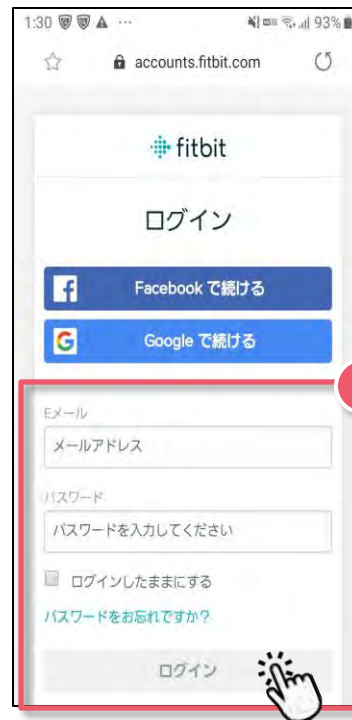 1:30 ... 93%
accounts.fitbit.com
fitbit
ログイン
Facebook で続ける
G Google で続ける
Eメール
メールアドレス
パスワード
パスワードを入力してください
ログインしたままにする
パスワードをお忘れですか?
ログイン